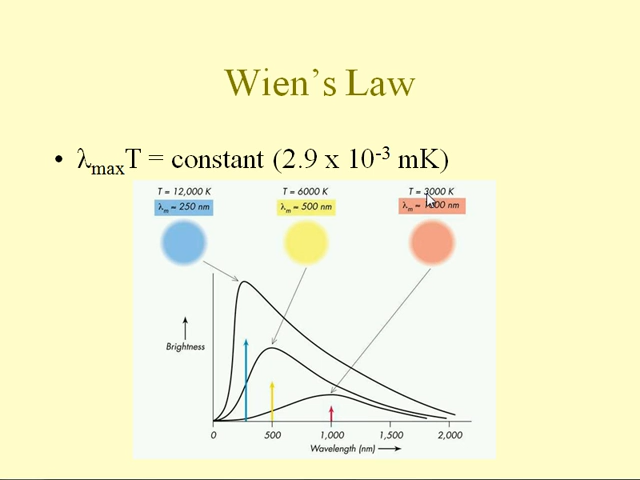 Wien's Law
• λmaxT = constant (2.9 x 10-3 mK)
T = 12,000 K T = 6000 K T = 3000 K
λm = 250 nm λm = 500 nm λm = nm
Brightness
0 500 1,000 1,500 2,000
Wavelength (nm)